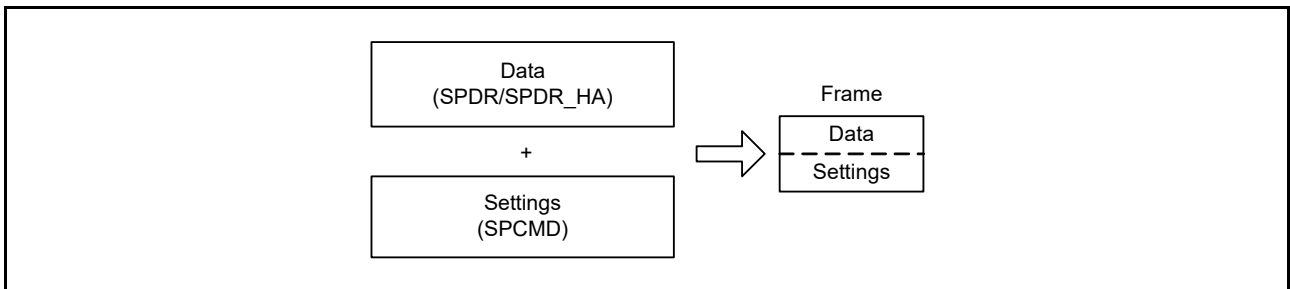 Data
(SPDR/SPDR_HA)
+
Settings
(SPCMD)
Frame
Data
Settings